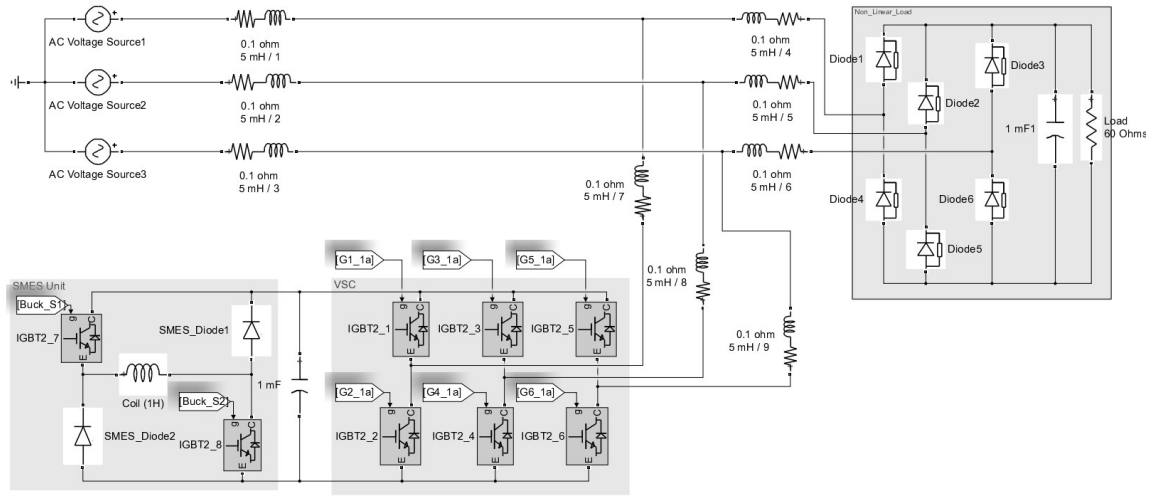 AC Voltage Source1
0.1 ohm
5 mH / 1
0.1 ohm
5 mH / 4
Non_Linear_Load
Diode1
Diode3
AC Voltage Source2
0.1 ohm
5 mH / 2
0.1 ohm
5 mH / 5
Diode2
1 mF1
Load
60 Ohms
AC Voltage Source3
0.1 ohm
5 mH / 3
0.1 ohm
5 mH / 6
0.1 ohm
5 mH / 7
Diode4
Diode6
Diode5
[G1_1a]
[G3_1a]
[G5_1a]
0.1 ohm
5 mH / 8
SMES Unit
VSC
[Buck_S1]
g
C
E
IGBT2_7
SMES_Diode1
g
C
E
IGBT2_1
g
C
E
IGBT2_3
g
C
E
IGBT2_5
0.1 ohm
5 mH / 9
Coil (1H)
1 mF
[Buck_S2]
[G2_1a]
[G4_1a]
[G6_1a]
SMES_Diode2
g
C
E
IGBT2_8
g
C
E
IGBT2_2
g
C
E
IGBT2_4
g
C
E
IGBT2_6